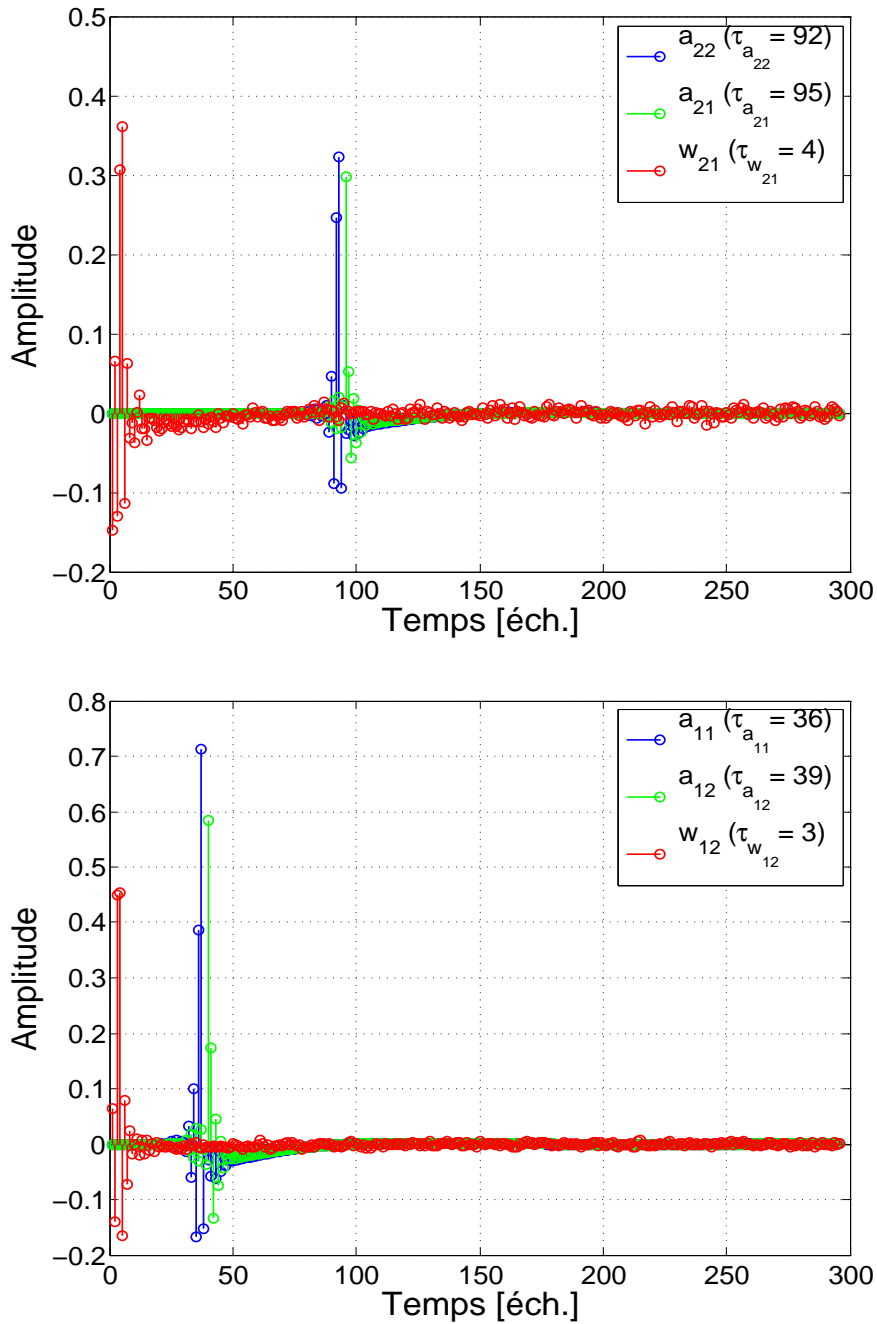 0.5
0.4
0.3
0.2
0.1
0
−0.1
−0.2
Amplitude
a22 (τa22 = 92)
a21 (τa21 = 95)
w21 (τw21 = 4)
0 50 100 150 200 250 300
Temps [éch.]
0.8
0.7
0.6
0.5
0.4
0.3
0.2
0.1
0
−0.1
−0.2
Amplitude
a11 (τa11 = 36)
a12 (τa12 = 39)
w12 (τw12 = 3)
0 50 100 150 200 250 300
Temps [éch.]